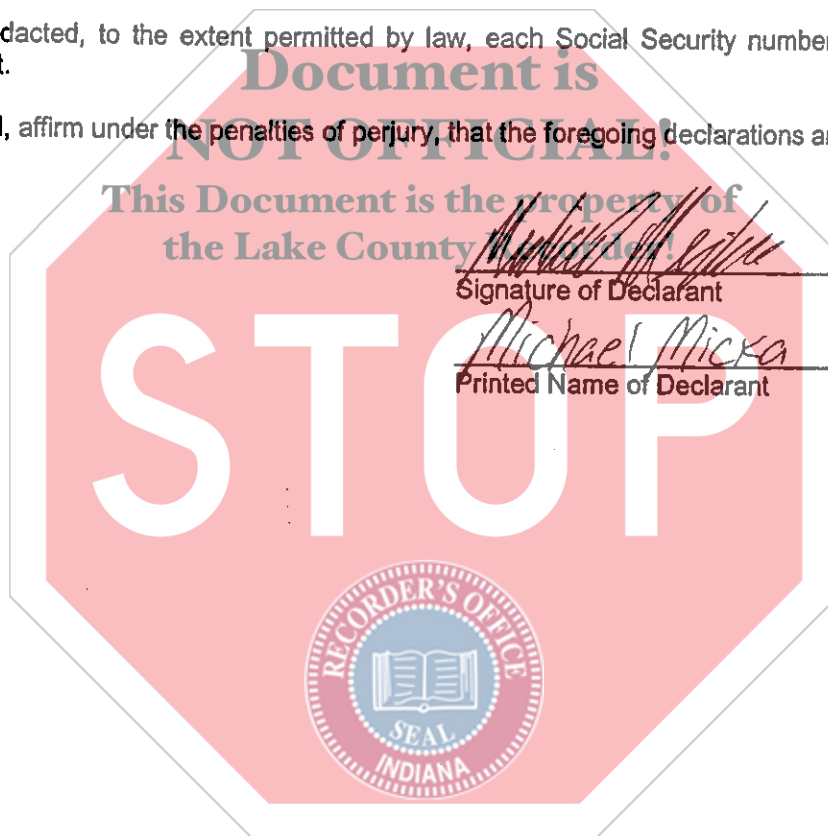 dacted, to the extent permitted by law, each Social Security number
t.
Document is
, affirm under the penalties of perjury, that the foregoing declarations a
NOT OFFICIAL!
This Document is the property of
the Lake County Recorder!
Signature of Declarant
Michael Micka
Printed Name of Declarant
STOP
RECORDER'S OFFICE
SEAL
INDIANA